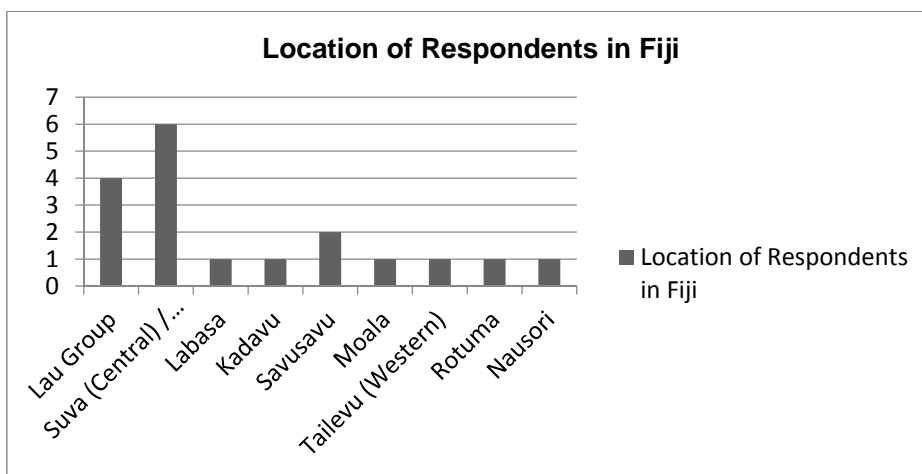 Location of Respondents in Fiji
7
6
5
4
3
2
1
0
Lau Group
Suva (Central) /...
Labasa
Kadavu
Savusavu
Moala
Tailevu (Western)
Rotuma
Nausori
Location of Respondents
in Fiji